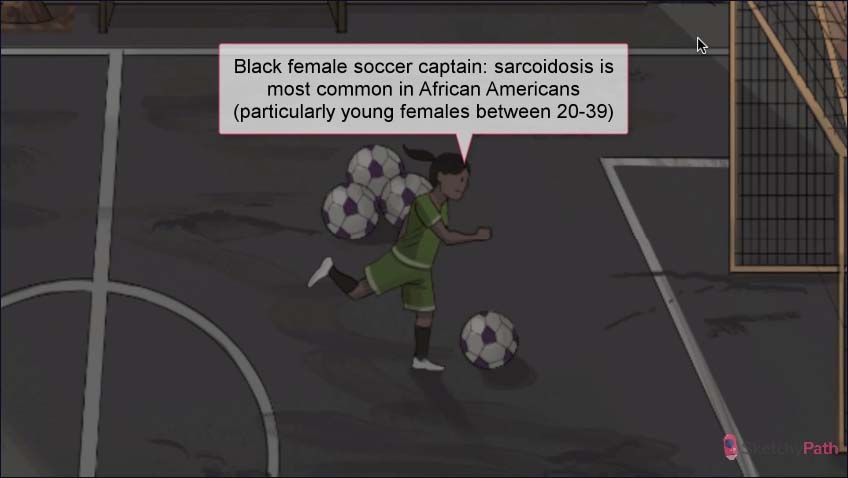 Black female soccer captain: sarcoidosis is
most common in African Americans
(particularly young females between 20-39)
SketchyPath